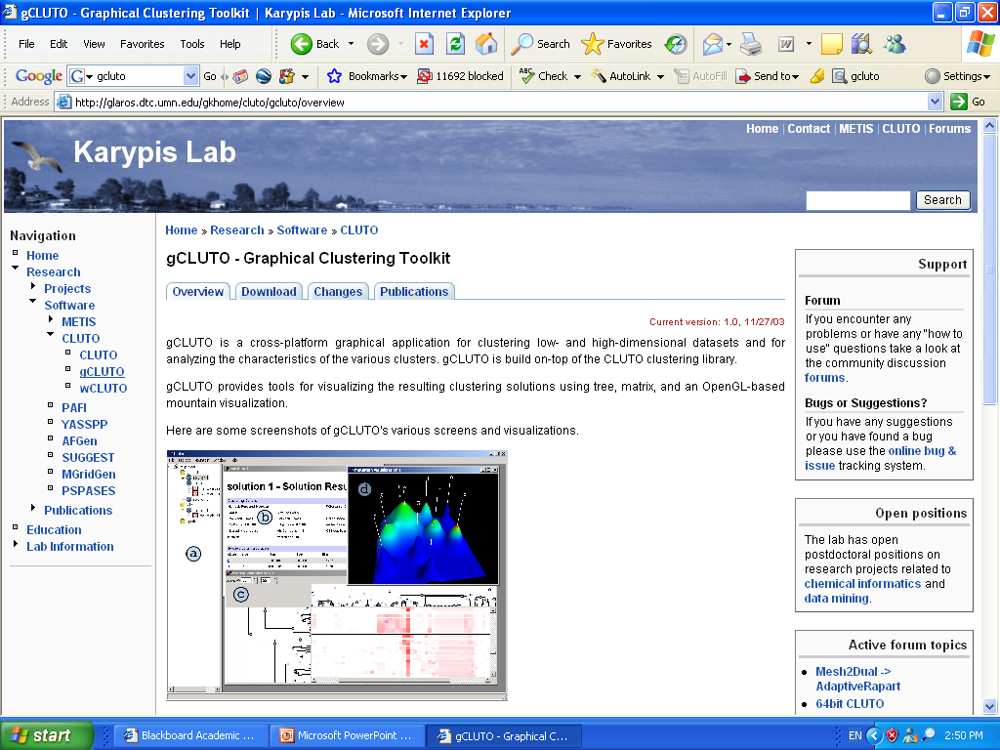 gCLUTO - Graphical Clustering Toolkit | Karypis Lab - Microsoft Internet Explorer
File Edit View Favorites Tools Help Back Search Favorites
Google gcluto Go Bookmarks 11692 blocked Check AutoLink AutoFill Send to gcluto Settings
Address http://glaros.dtc.umn.edu/gkhome/cluto/gcluto/overview Go
Home | Contact | METIS | CLUTO | Forums
Karypis Lab
Search
Navigation
Home
Research
Projects
Software
METIS
CLUTO
CLUTO
gCLUTO
wCLUTO
PAFI
YASSPP
AFGen
SUGGEST
MGridGen
PSPASES
Publications
Education
Lab Information
Home » Research » Software » CLUTO
gCLUTO - Graphical Clustering Toolkit
Overview Download Changes Publications
Current version: 1.0, 11/27/03
gCLUTO is a cross-platform graphical application for clustering low- and high-dimensional datasets and for
analyzing the characteristics of the various clusters. gCLUTO is build on-top of the CLUTO clustering library.
gCLUTO provides tools for visualizing the resulting clustering solutions using tree, matrix, and an OpenGL-based
mountain visualization.
Here are some screenshots of gCLUTO's various screens and visualizations.
solution 1 - Solution Resu
a
b
c
d
Support
Forum
If you encounter any
problems or have any "how to
use" questions take a look at
the community discussion
forums.
Bugs or Suggestions?
If you have any suggestions
or you have found a bug
please use the online bug &
issue tracking system.
Open positions
The lab has open
postdoctoral positions on
research projects related to
chemical informatics and
data mining.
Active forum topics
Mesh2Dual ->
AdaptiveRapart
64bit CLUTO
start Blackboard Academic ... Microsoft PowerPoint ... gCLUTO - Graphical C... EN 2:50 PM